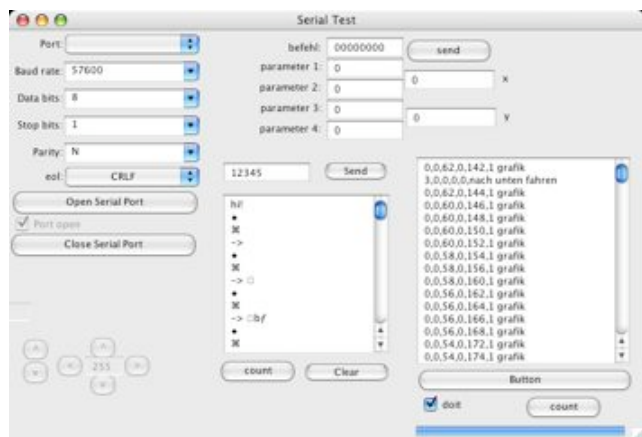 Serial Test
Port:
Baud rate: 57600
Data bits: 8
Stop bits: 1
Parity: N
eol: CRLF
Open Serial Port
Port open
Close Serial Port
255
befehl: 00000000
send
parameter 1: 0
parameter 2: 0
parameter 3: 0
parameter 4: 0
0 x
0 y
12345
Send
hi!
⌘
->
⌘
->
⌘
-> bf
⌘
count
Clear
0,0,62,0,142,1 grafik
3,0,0,0,0,nach unten fahren
0,0,62,0,144,1 grafik
0,0,60,0,146,1 grafik
0,0,60,0,148,1 grafik
0,0,60,0,150,1 grafik
0,0,60,0,152,1 grafik
0,0,58,0,154,1 grafik
0,0,58,0,156,1 grafik
0,0,58,0,160,1 grafik
0,0,56,0,162,1 grafik
0,0,56,0,164,1 grafik
0,0,56,0,166,1 grafik
0,0,56,0,168,1 grafik
0,0,54,0,172,1 grafik
0,0,54,0,174,1 grafik
Button
doit
count